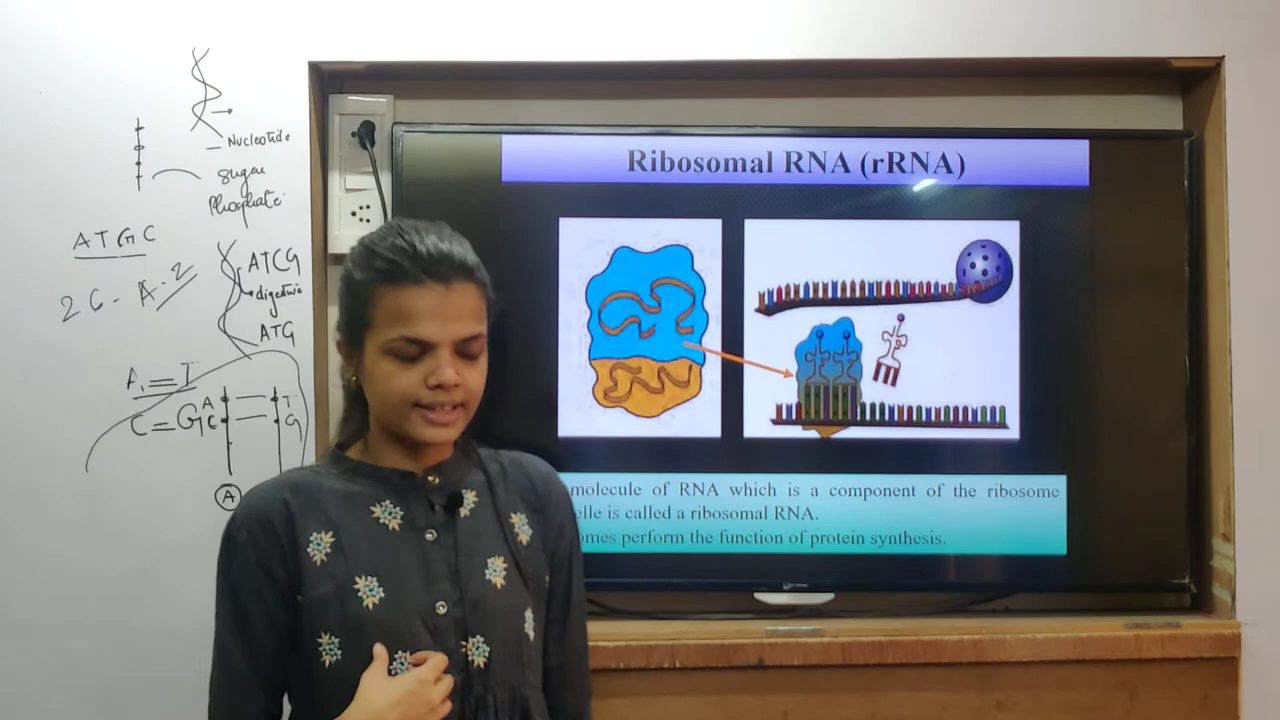 Nucleotide
sugar
Phosphate
ATGC
2C-A-2
ATCG
digestive
ATG
A=T
C=G
A
T
C
G
A
Ribosomal RNA (rRNA)
molecule of RNA which is a component of the ribosome
elle is called a ribosomal RNA.
omes perform the function of protein synthesis.